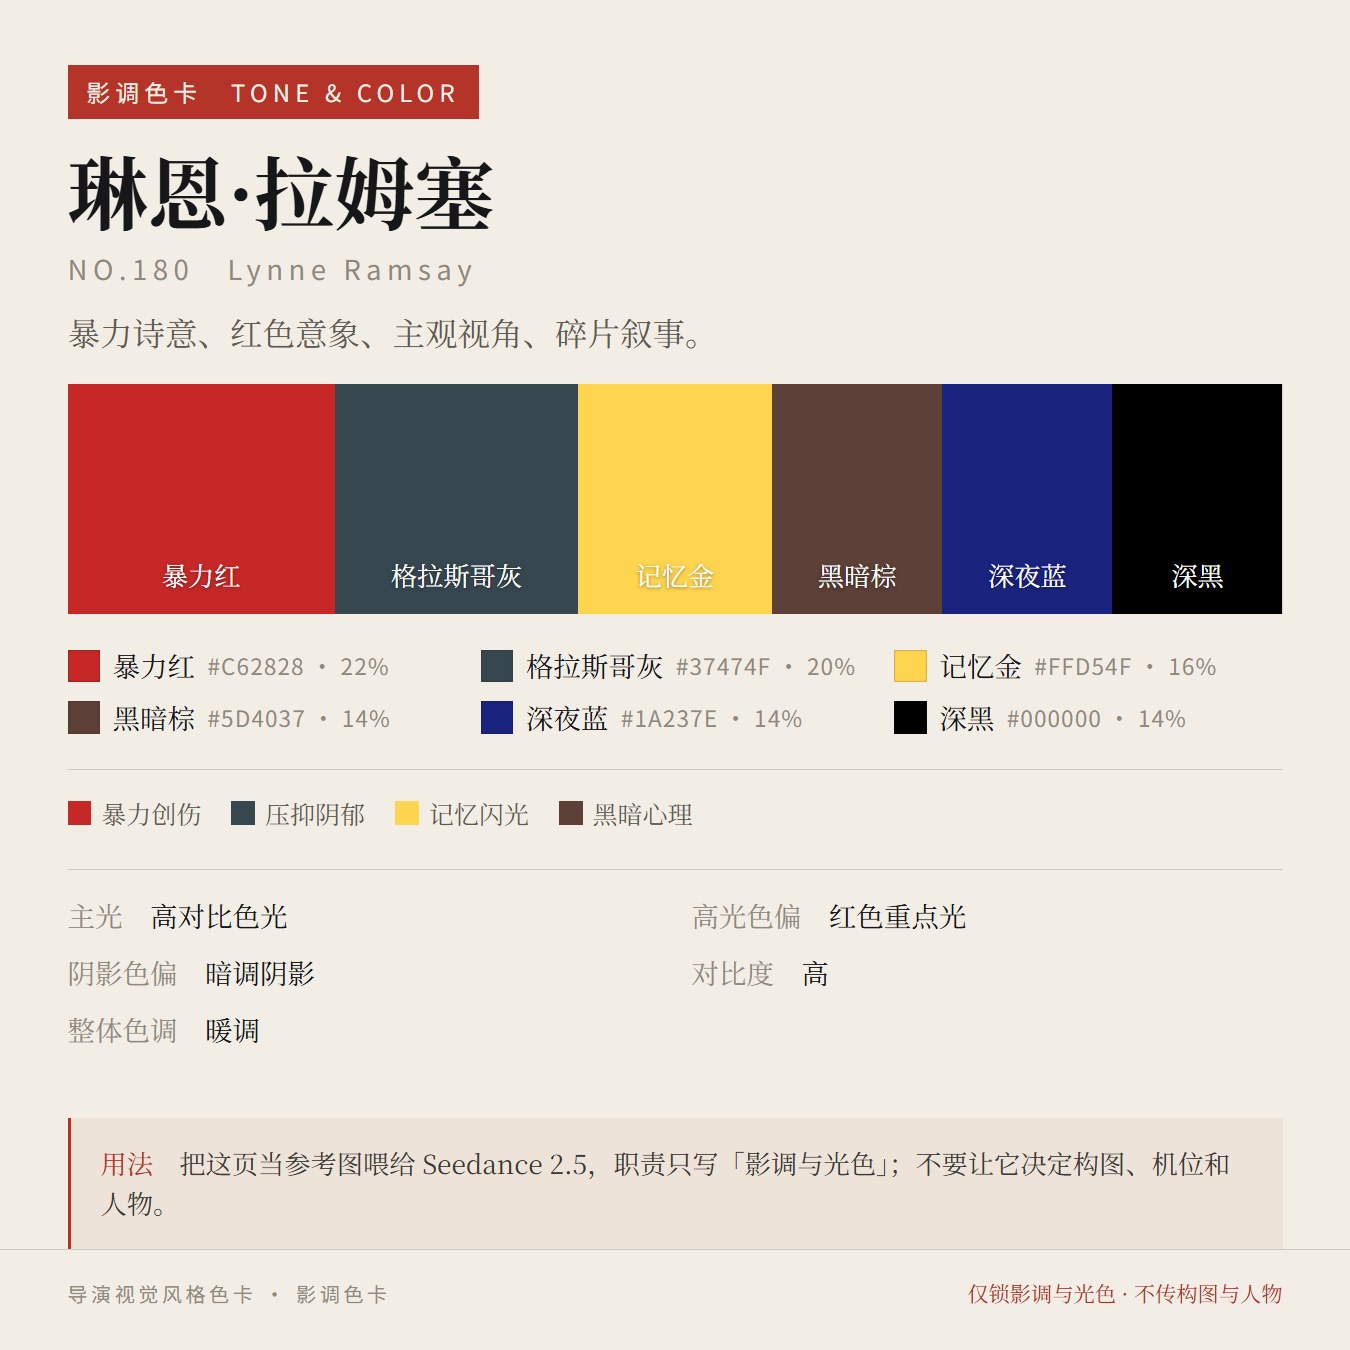 影调色卡 TONE & COLOR
琳恩·拉姆塞
NO.180 Lynne Ramsay
暴力诗意、红色意象、主观视角、碎片叙事。
暴力红 格拉斯哥灰 记忆金 黑暗棕 深夜蓝 深黑
暴力红 #C62828 • 22% 格拉斯哥灰 #37474F • 20% 记忆金 #FFD54F • 16%
黑暗棕 #5D4037 • 14% 深夜蓝 #1A237E • 14% 深黑 #000000 • 14%
暴力创伤 压抑阴郁 记忆闪光 黑暗心理
主光 高对比色光 高光色偏 红色重点光
阴影色偏 暗调阴影 对比度 高
整体色调 暖调
用法 把这页当参考图喂给 Seedance 2.5，职责只写「影调与光色」；不要让它决定构图、机位和
人物。
导演视觉风格色卡 • 影调色卡 仅锁影调与光色 · 不传构图与人物